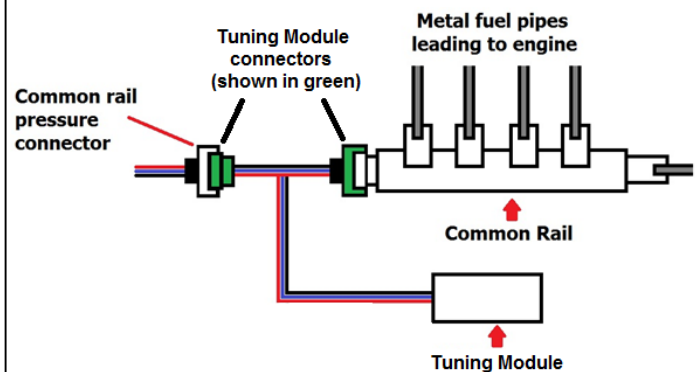 Metal fuel pipes
leading to engine
Tuning Module
connectors
(shown in green)
Common rail
pressure
connector
Common Rail
Tuning Module